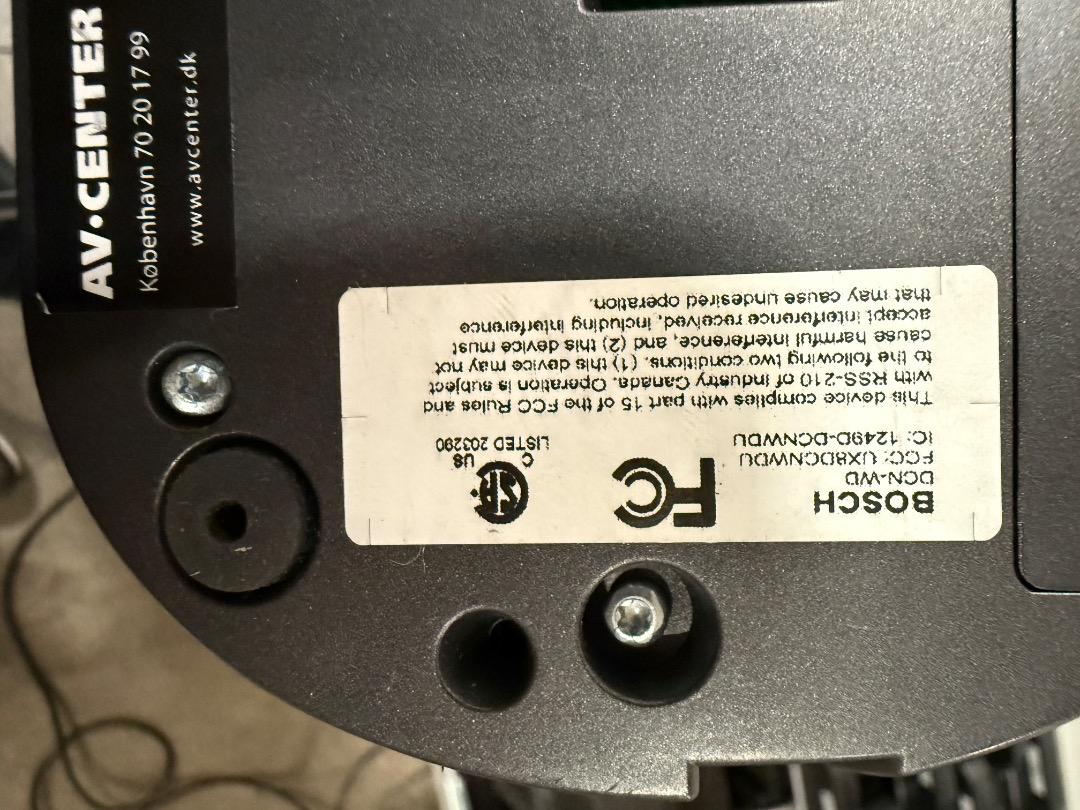 AV•CENTER
København 70 20 17 99
www.avcenter.dk
BOSCH
DCN-WD
FCC: UX8DCNWDU
IC: 1249D-DCNWDU
FC
SA
C US
LISTED 203290
This device complies with part 15 of the FCC Rules and
with RSS-210 of Industry Canada. Operation is subject
to the following two conditions. (1) this device may not
cause harmful interference, and (2) this device must
accept interference received, including interference
that may cause undesired operation.